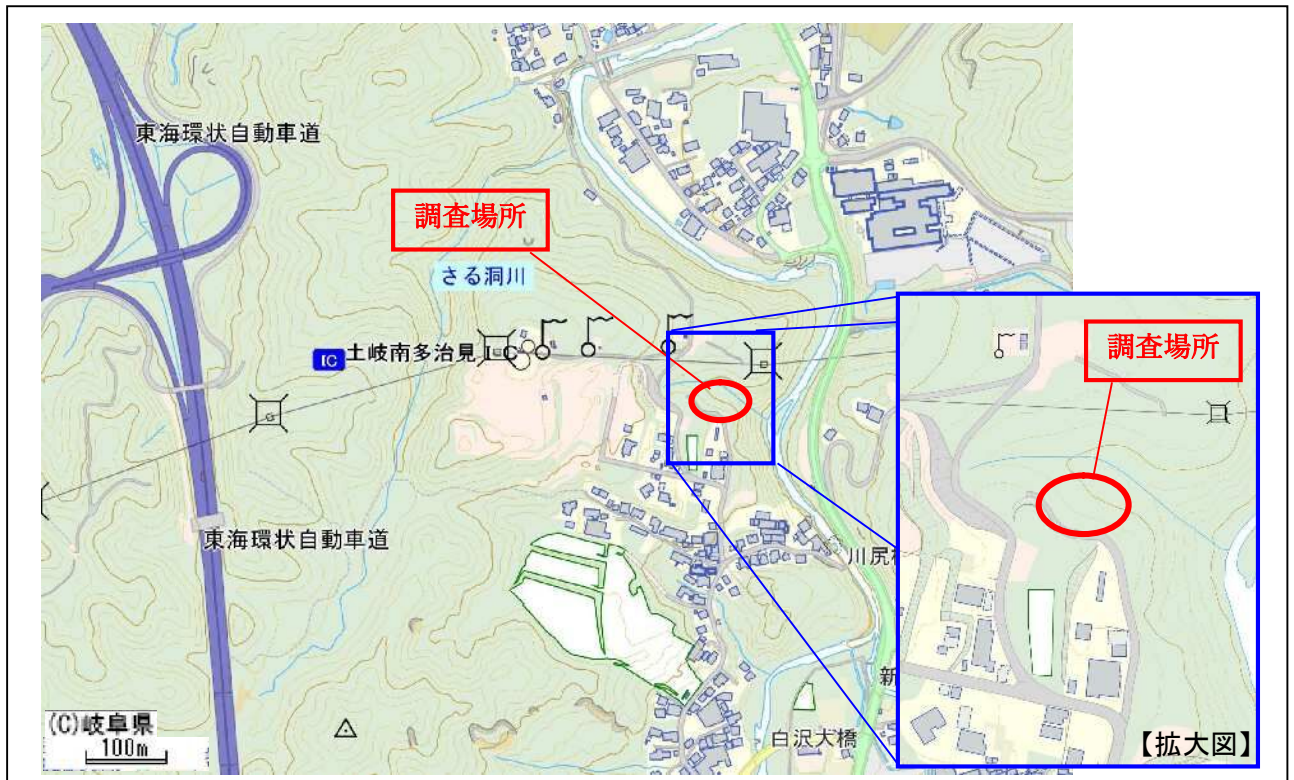 東海環状自動車道
調査場所
さる洞川
IC 土岐南多治見IC
調査場所
東海環状自動車道
川尻
新
(C)岐阜県
100m
白沢大橋
【拡大図】